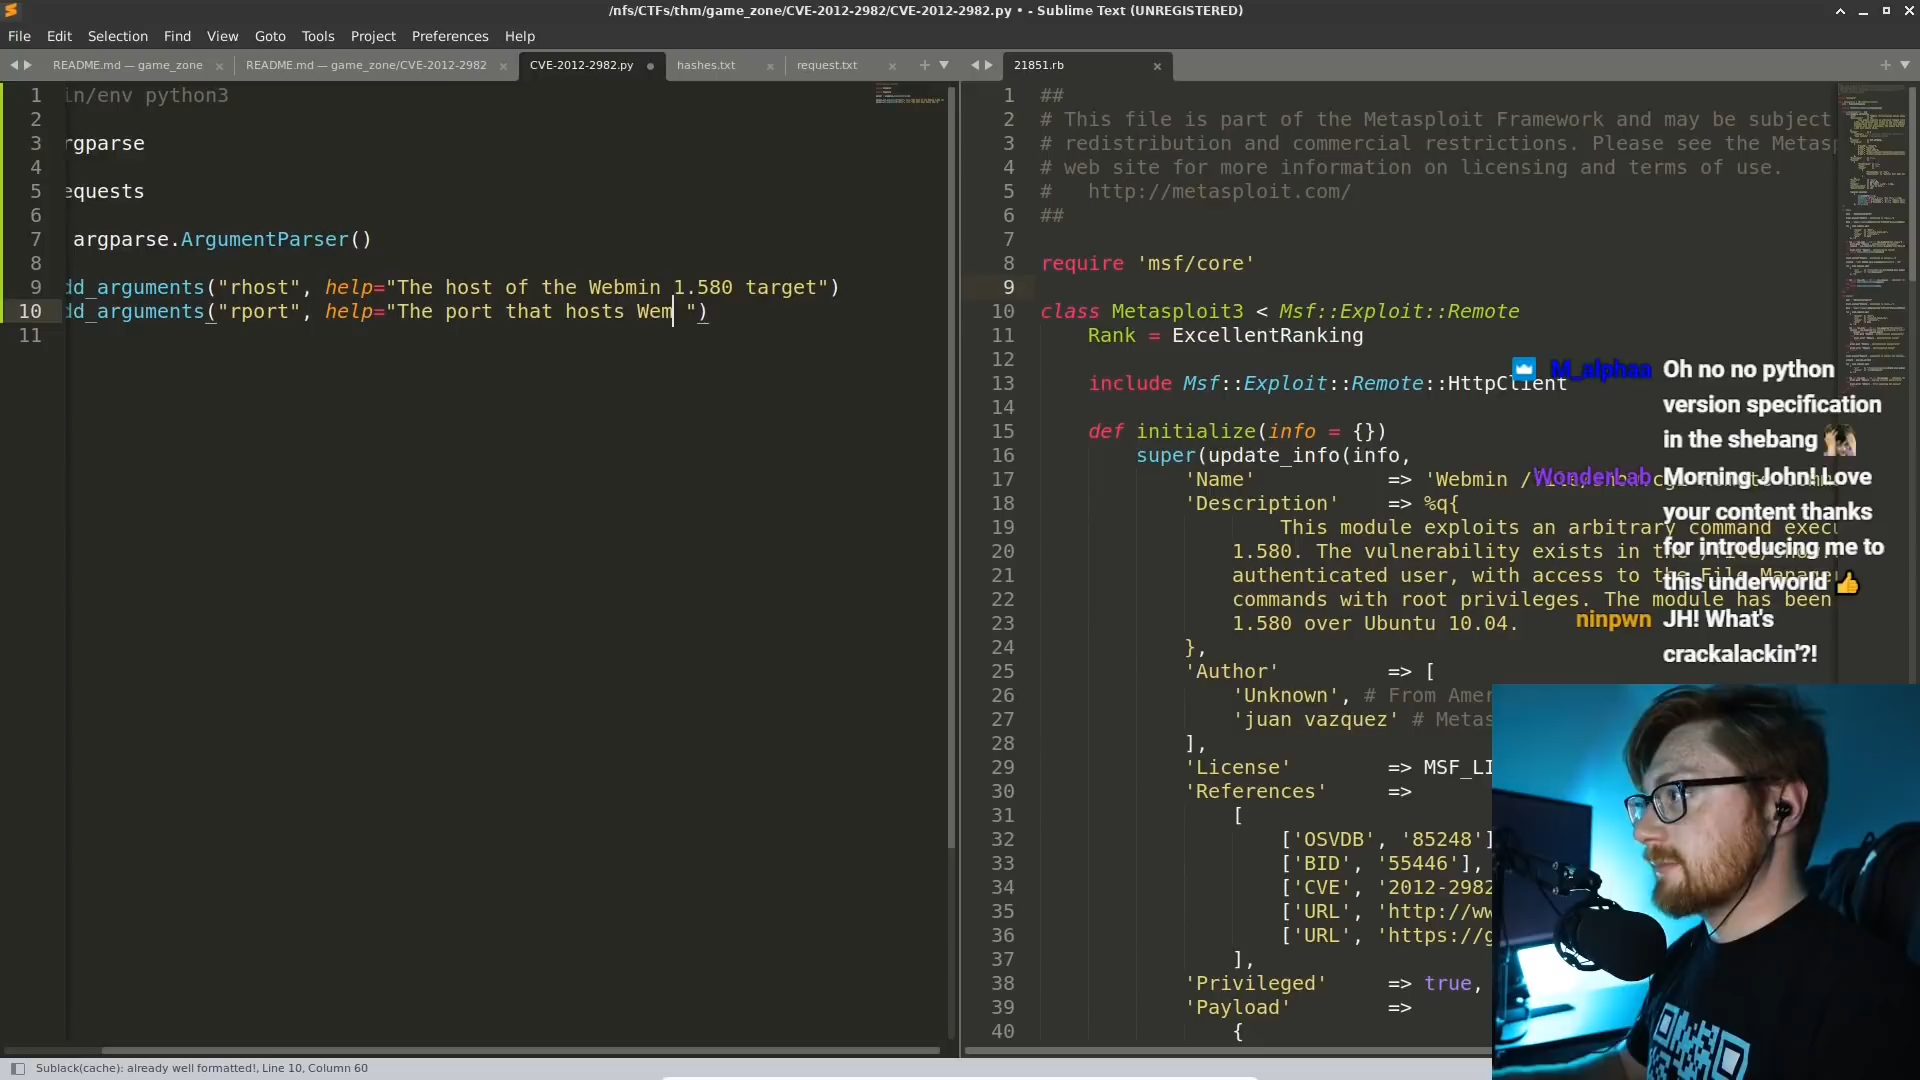 /nfs/CTFs/thm/game_zone/CVE-2012-2982/CVE-2012-2982.py • - Sublime Text (UNREGISTERED)
File Edit Selection Find View Goto Tools Project Preferences Help
README.md — game_zone
README.md — game_zone/CVE-2012-2982
CVE-2012-2982.py
hashes.txt
request.txt
21851.rb
1 in/env python3
2
3 rgparse
4
5 equests
6
7 argparse.ArgumentParser()
8
9 dd_arguments("rhost", help="The host of the Webmin 1.580 target")
10 dd_arguments("rport", help="The port that hosts Wem ")
11
1 ##
2 # This file is part of the Metasploit Framework and may be subject
3 # redistribution and commercial restrictions. Please see the Metasp
4 # web site for more information on licensing and terms of use.
5 # http://metasploit.com/
6 ##
7
8 require 'msf/core'
9
10 class Metasploit3 < Msf::Exploit::Remote
11 Rank = ExcellentRanking
12
13 include Msf::Exploit::Remote::HttpClient
14
15 def initialize(info = {})
16 super(update_info(info,
17 'Name' => 'Webmin /
18 'Description' => %q{
19 This module exploits an arbitrary command execu
20 1.580. The vulnerability exists in the
21 authenticated user, with access to the File Manager
22 commands with root privileges. The module has been
23 1.580 over Ubuntu 10.04.
24 },
25 'Author' => [
26 'Unknown', # From Amer
27 'juan vazquez' # Metas
28 ],
29 'License' => MSF_LI
30 'References' =>
31 [
32 ['OSVDB', '85248']
33 ['BID', '55446'],
34 ['CVE', '2012-2982
35 ['URL', 'http://ww
36 ['URL', 'https://g
37 ],
38 'Privileged' => true,
39 'Payload' =>
40 {
M_alphaa Oh no no python
version specification
in the shebang
WonderLab Morning John! Love
your content thanks
for introducing me to
this underworld 👍
ninpwn JH! What's
crackalackin'?!
Sublack(cache): already well formatted!, Line 10, Column 60